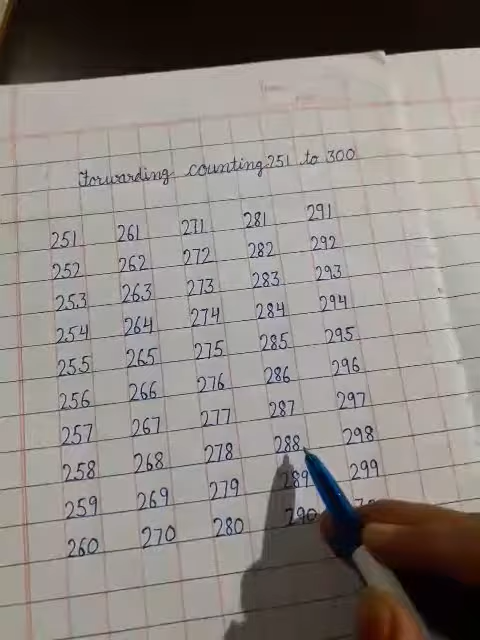 Forwarding counting 251 to 300
251 261 271 281 291
252 262 272 282 292
253 263 273 283 293
254 264 274 284 294
255 265 275 285 295
256 266 276 286 296
257 267 277 287 297
258 268 278 288 298
259 269 279 289 299
260 270 280 290